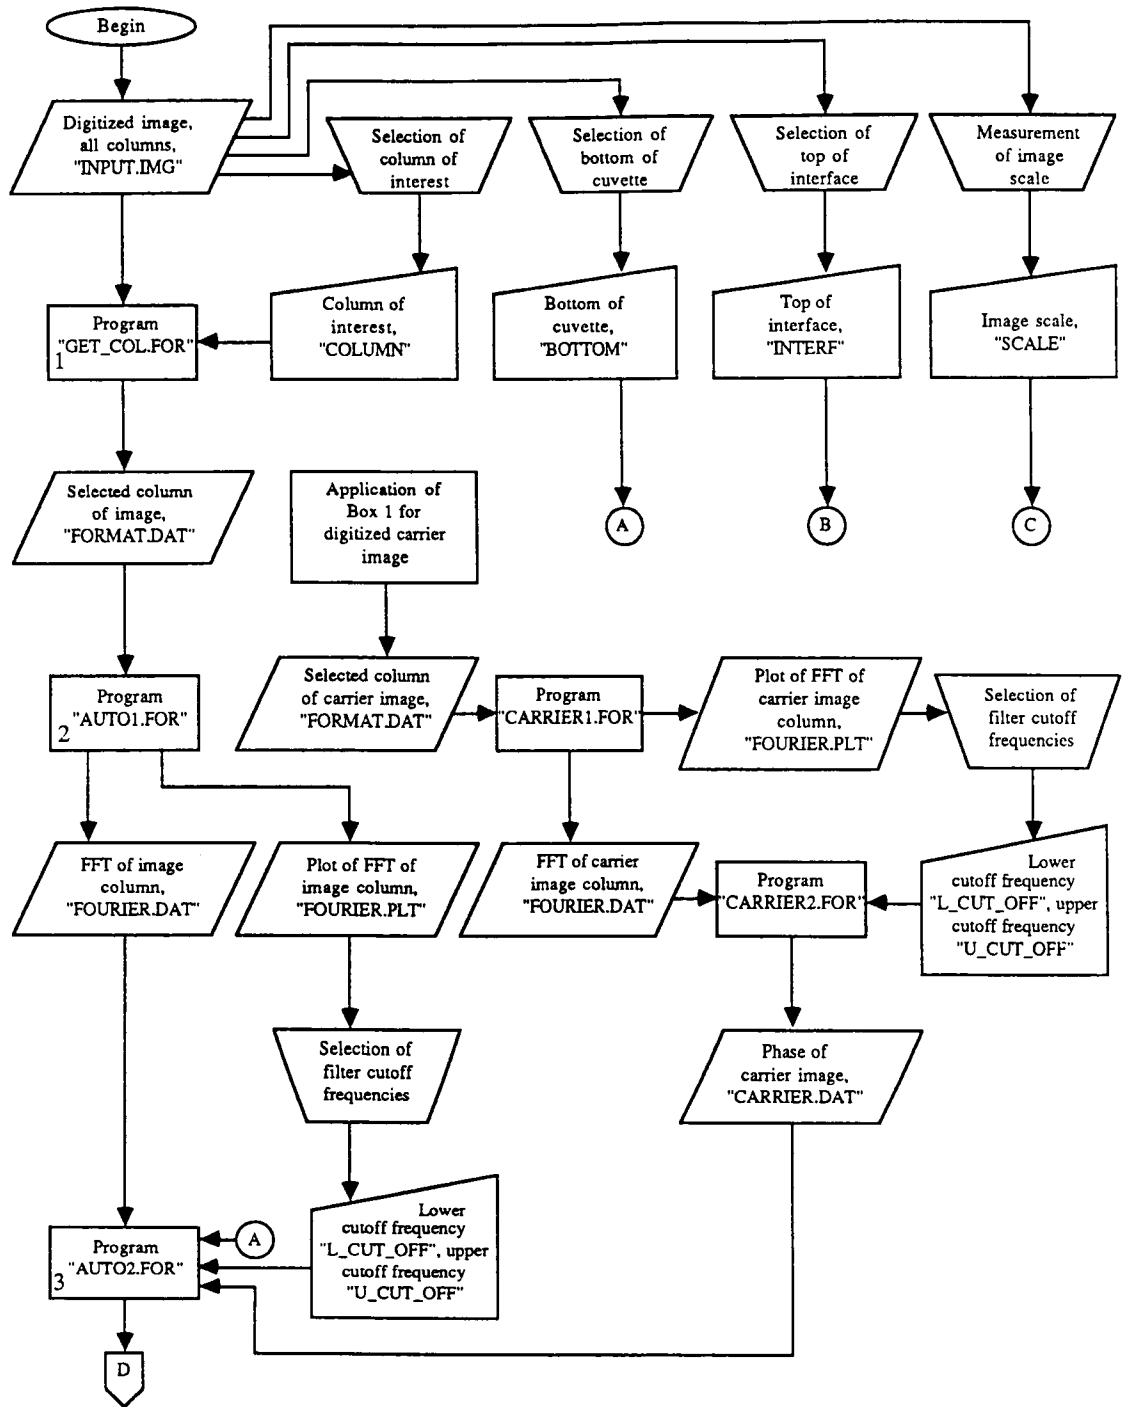 Begin
Digitized image,
all columns,
"INPUT.IMG"
Selection of
column of
interest
Selection of
bottom of
cuvette
Selection of
top of
interface
Measurement
of image
scale
Program
"GET_COL.FOR"
1
Column of
interest,
"COLUMN"
Bottom of
cuvette,
"BOTTOM"
Top of
interface,
"INTERF"
Image scale,
"SCALE"
Selected column
of image,
"FORMAT.DAT"
Application of
Box 1 for
digitized carrier
image
A
B
C
Program
"AUTO1.FOR"
2
Selected column
of carrier image,
"FORMAT.DAT"
Program
"CARRIER1.FOR"
Plot of FFT of
carrier image
column,
"FOURIER.PLT"
Selection of
filter cutoff
frequencies
FFT of image
column,
"FOURIER.DAT"
Plot of FFT of
image column,
"FOURIER.PLT"
FFT of carrier
image column,
"FOURIER.DAT"
Program
"CARRIER2.FOR"
Lower
cutoff frequency
"L_CUT_OFF", upper
cutoff frequency
"U_CUT_OFF"
Selection of
filter cutoff
frequencies
Phase of
carrier image,
"CARRIER.DAT"
Program
"AUTO2.FOR"
3
A
Lower
cutoff frequency
"L_CUT_OFF", upper
cutoff frequency
"U_CUT_OFF"
D